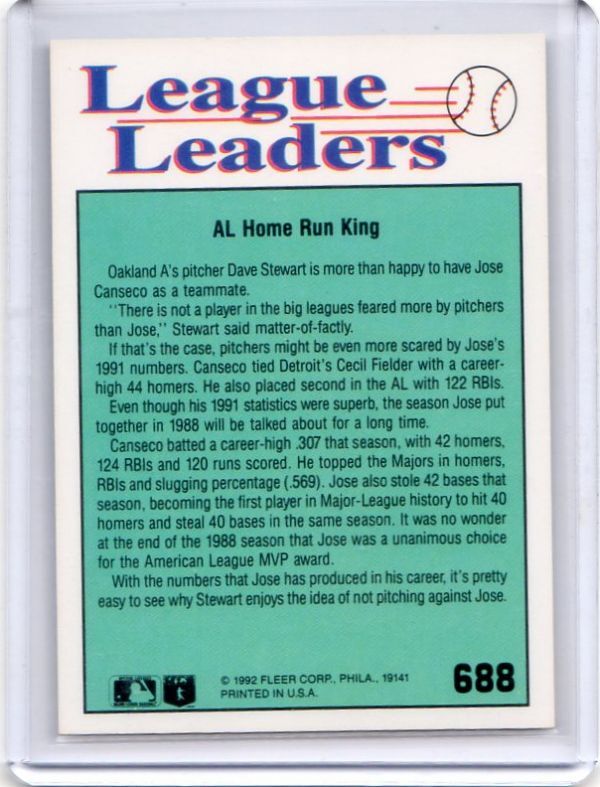 League
Leaders
AL Home Run King
Oakland A's pitcher Dave Stewart is more than happy to have Jose
Canseco as a teammate.
"There is not a player in the big leagues feared more by pitchers
than Jose," Stewart said matter-of-factly.
If that's the case, pitchers might be even more scared by Jose's
1991 numbers. Canseco tied Detroit's Cecil Fielder with a career-
high 44 homers. He also placed second in the AL with 122 RBIs.
Even though his 1991 statistics were superb, the season Jose put
together in 1988 will be talked about for a long time.
Canseco batted a career-high .307 that season, with 42 homers,
124 RBIs and 120 runs scored. He topped the Majors in homers,
RBIs and slugging percentage (.569). Jose also stole 42 bases that
season, becoming the first player in Major-League history to hit 40
homers and steal 40 bases in the same season. It was no wonder
at the end of the 1988 season that Jose was a unanimous choice
for the American League MVP award.
With the numbers that Jose has produced in his career, it's pretty
easy to see why Stewart enjoys the idea of not pitching against Jose.
© 1992 FLEER CORP., PHILA., 19141
PRINTED IN U.S.A.
688